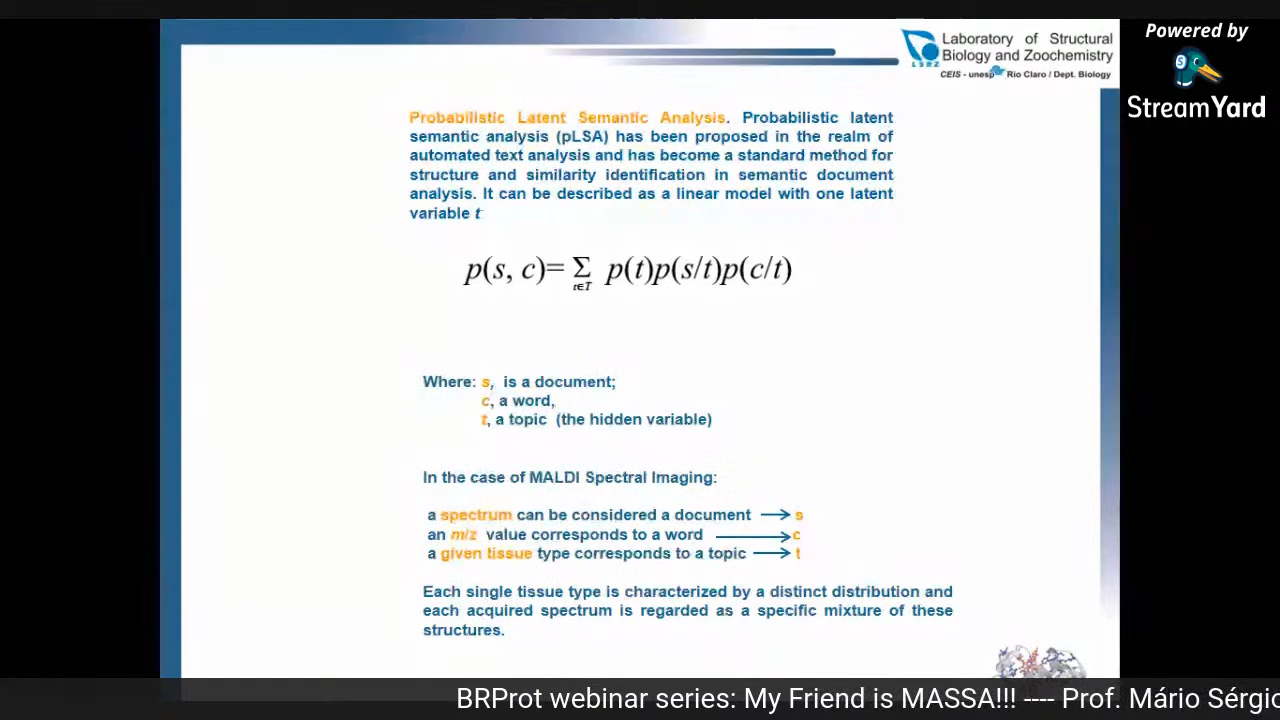 Powered by
StreamYard
Laboratory of Structural
Biology and Zoochemistry
LSBZ
CEIS - unesp Rio Claro / Dept. Biology
Probabilistic Latent Semantic Analysis. Probabilistic latent
semantic analysis (pLSA) has been proposed in the realm of
automated text analysis and has become a standard method for
structure and similarity identification in semantic document
analysis. It can be described as a linear model with one latent
variable t
p(s, c)= Σ p(t)p(s/t)p(c/t)
t∈T
Where: s, is a document;
c, a word,
t, a topic (the hidden variable)
In the case of MALDI Spectral Imaging:
a spectrum can be considered a document → s
an m/z value corresponds to a word → c
a given tissue type corresponds to a topic → t
Each single tissue type is characterized by a distinct distribution and
each acquired spectrum is regarded as a specific mixture of these
structures.
BRProt webinar series: My Friend is MASSA!!! ---- Prof. Mário Sérgio